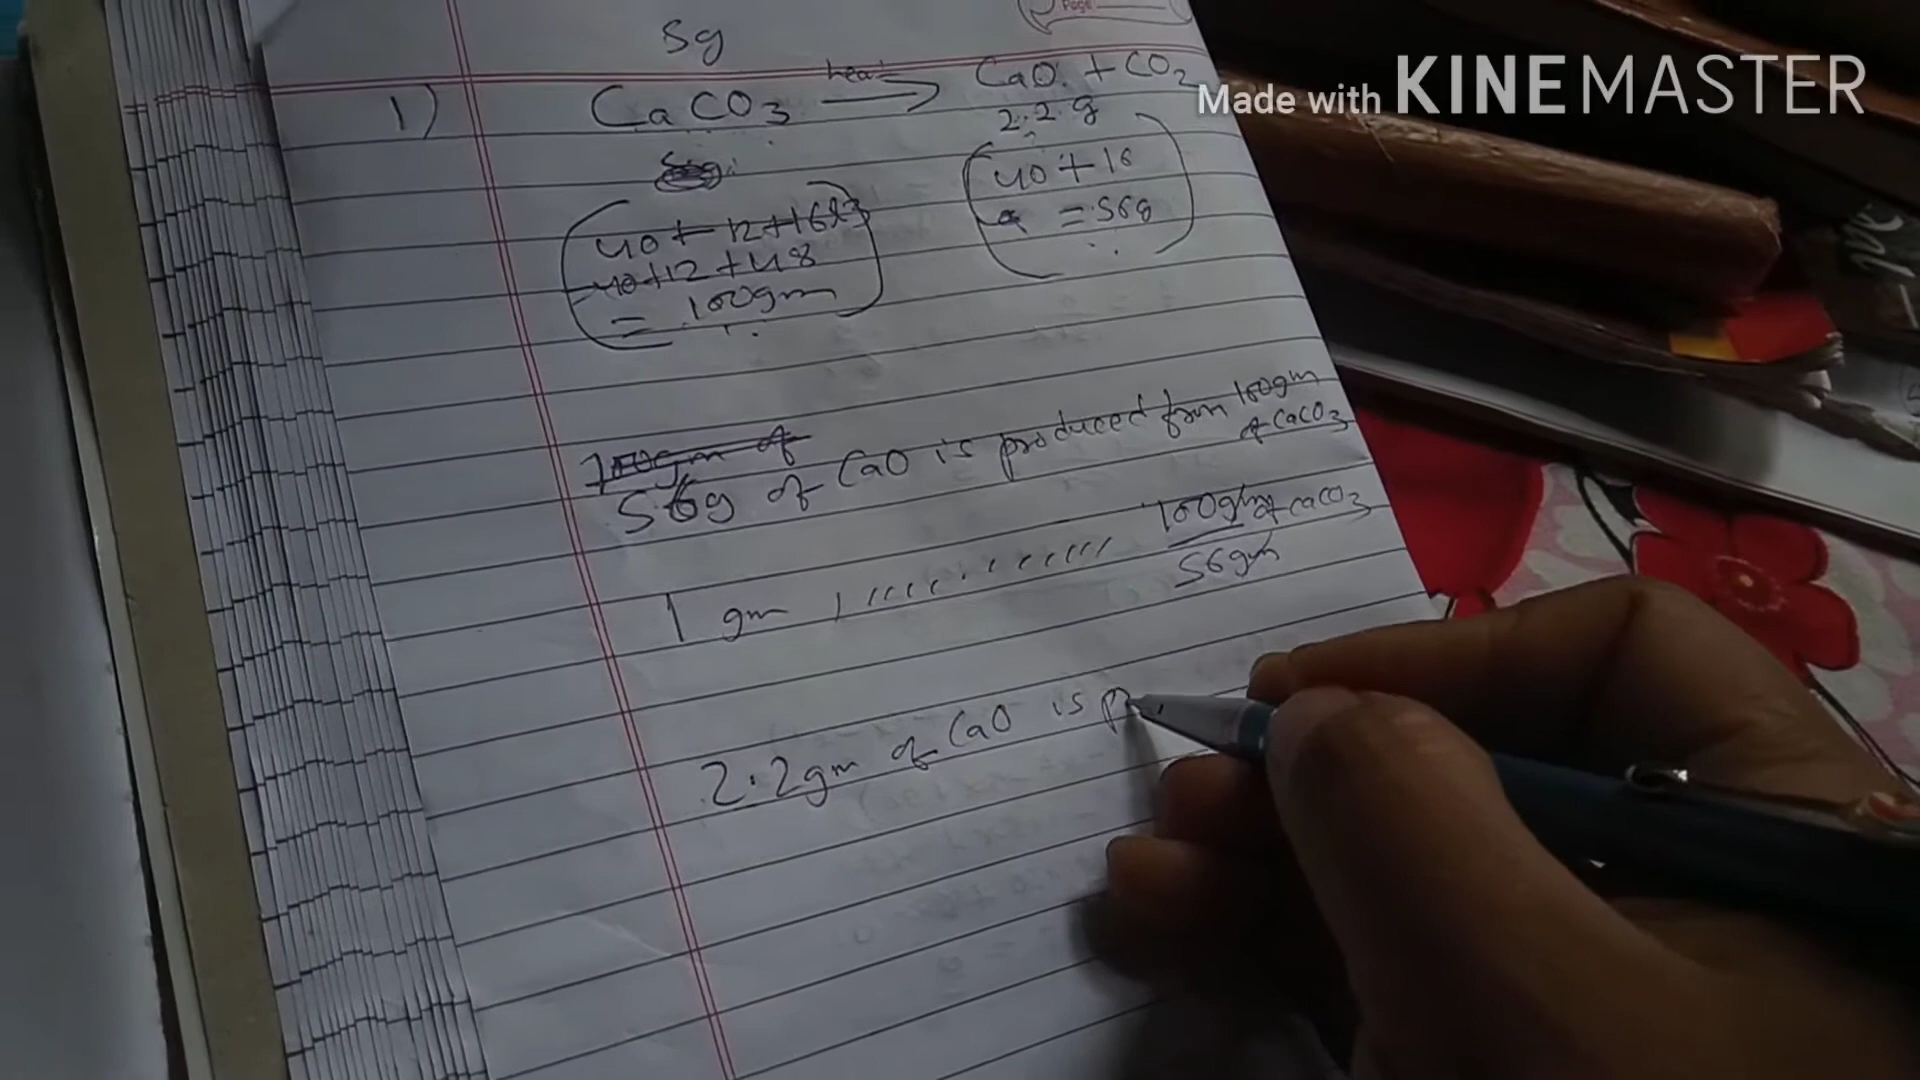 Page
5g
1) CaCO3 heat → CaO + CO2
2.2 g
(40+12+16x3
40+12+48
= 100gm)
(40+16
= 56g)
100gm of
56g of CaO is produced from 100gm
of CaCO3
1 gm ,,,,,, ,,,,,,, 100gm of CaCO3
56gm
2.2gm of CaO is
Made with KINEMASTER